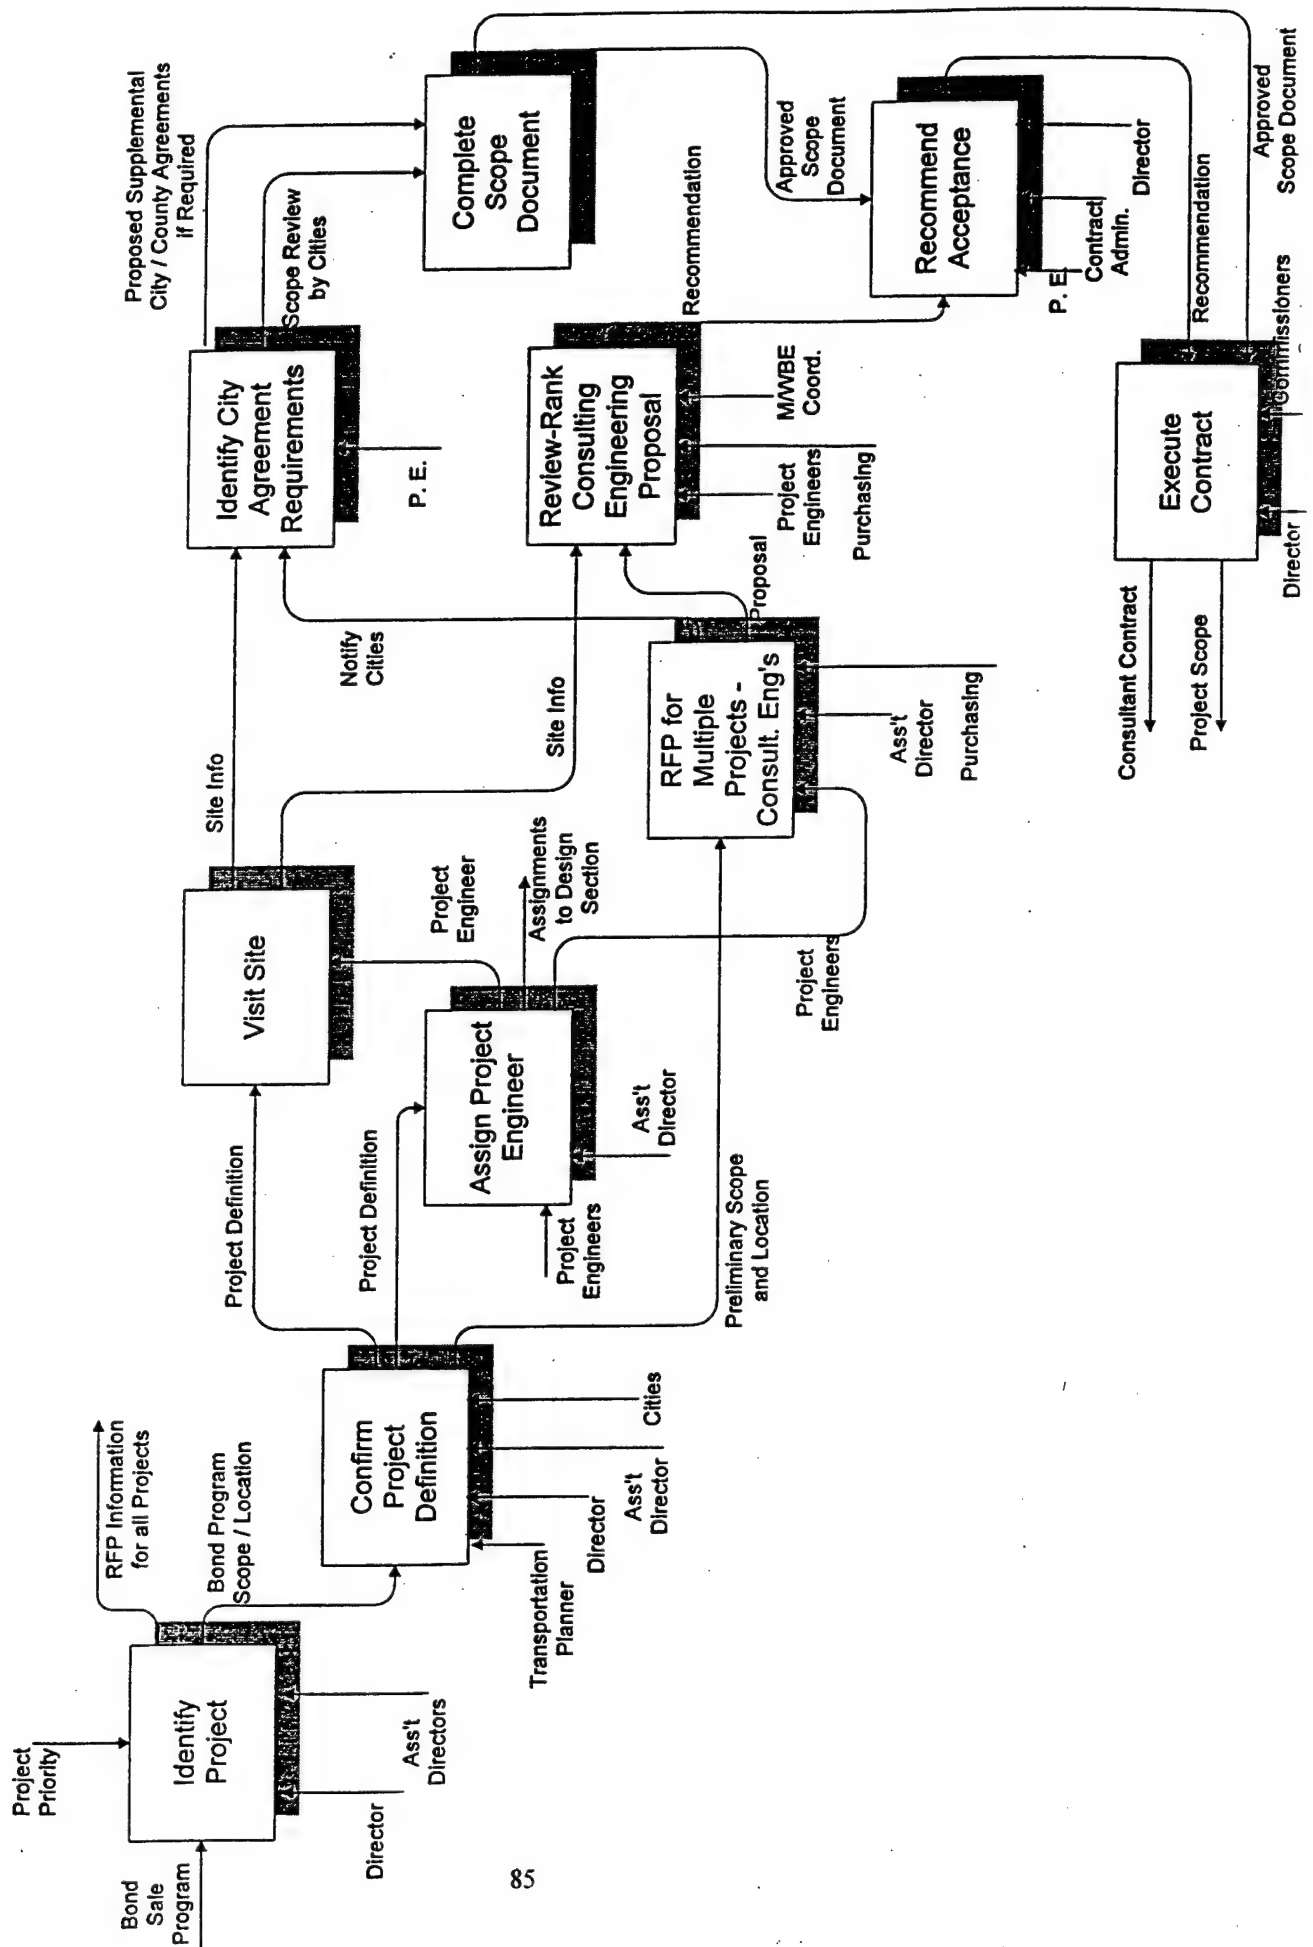 Project
Priority
Bond
Sale
Program
Identify
Project
Director
Ass't
Directors
RFP Information
for all Projects
Bond Program
Scope / Location
Confirm
Project
Definition
Transportation
Planner
Director
Ass't
Director
Cities
Project Definition
Project Definition
Preliminary Scope
and Location
Project
Engineers
Assign Project
Engineer
Ass't
Director
Visit Site
Project
Engineer
Assignments
to Design
Section
Project
Engineers
Site Info
Site Info
Notify
Cities
RFP for
Multiple
Projects -
Consult. Eng's
Ass't
Director
Purchasing
Proposal
Identify City
Agreement
Requirements
P. E.
Review-Rank
Consulting
Engineering
Proposal
Project
Engineers
Purchasing
M/WBE
Coord.
Proposed Supplemental
City / County Agreements
if Required
Scope Review
by Cities
Complete
Scope
Document
Recommendation
Approved
Scope
Document
Recommend
Acceptance
P. E.
Contract
Admin.
Director
Recommendation
Approved
Scope Document
Execute
Contract
Director
Commissioners
Consultant Contract
Project Scope
85